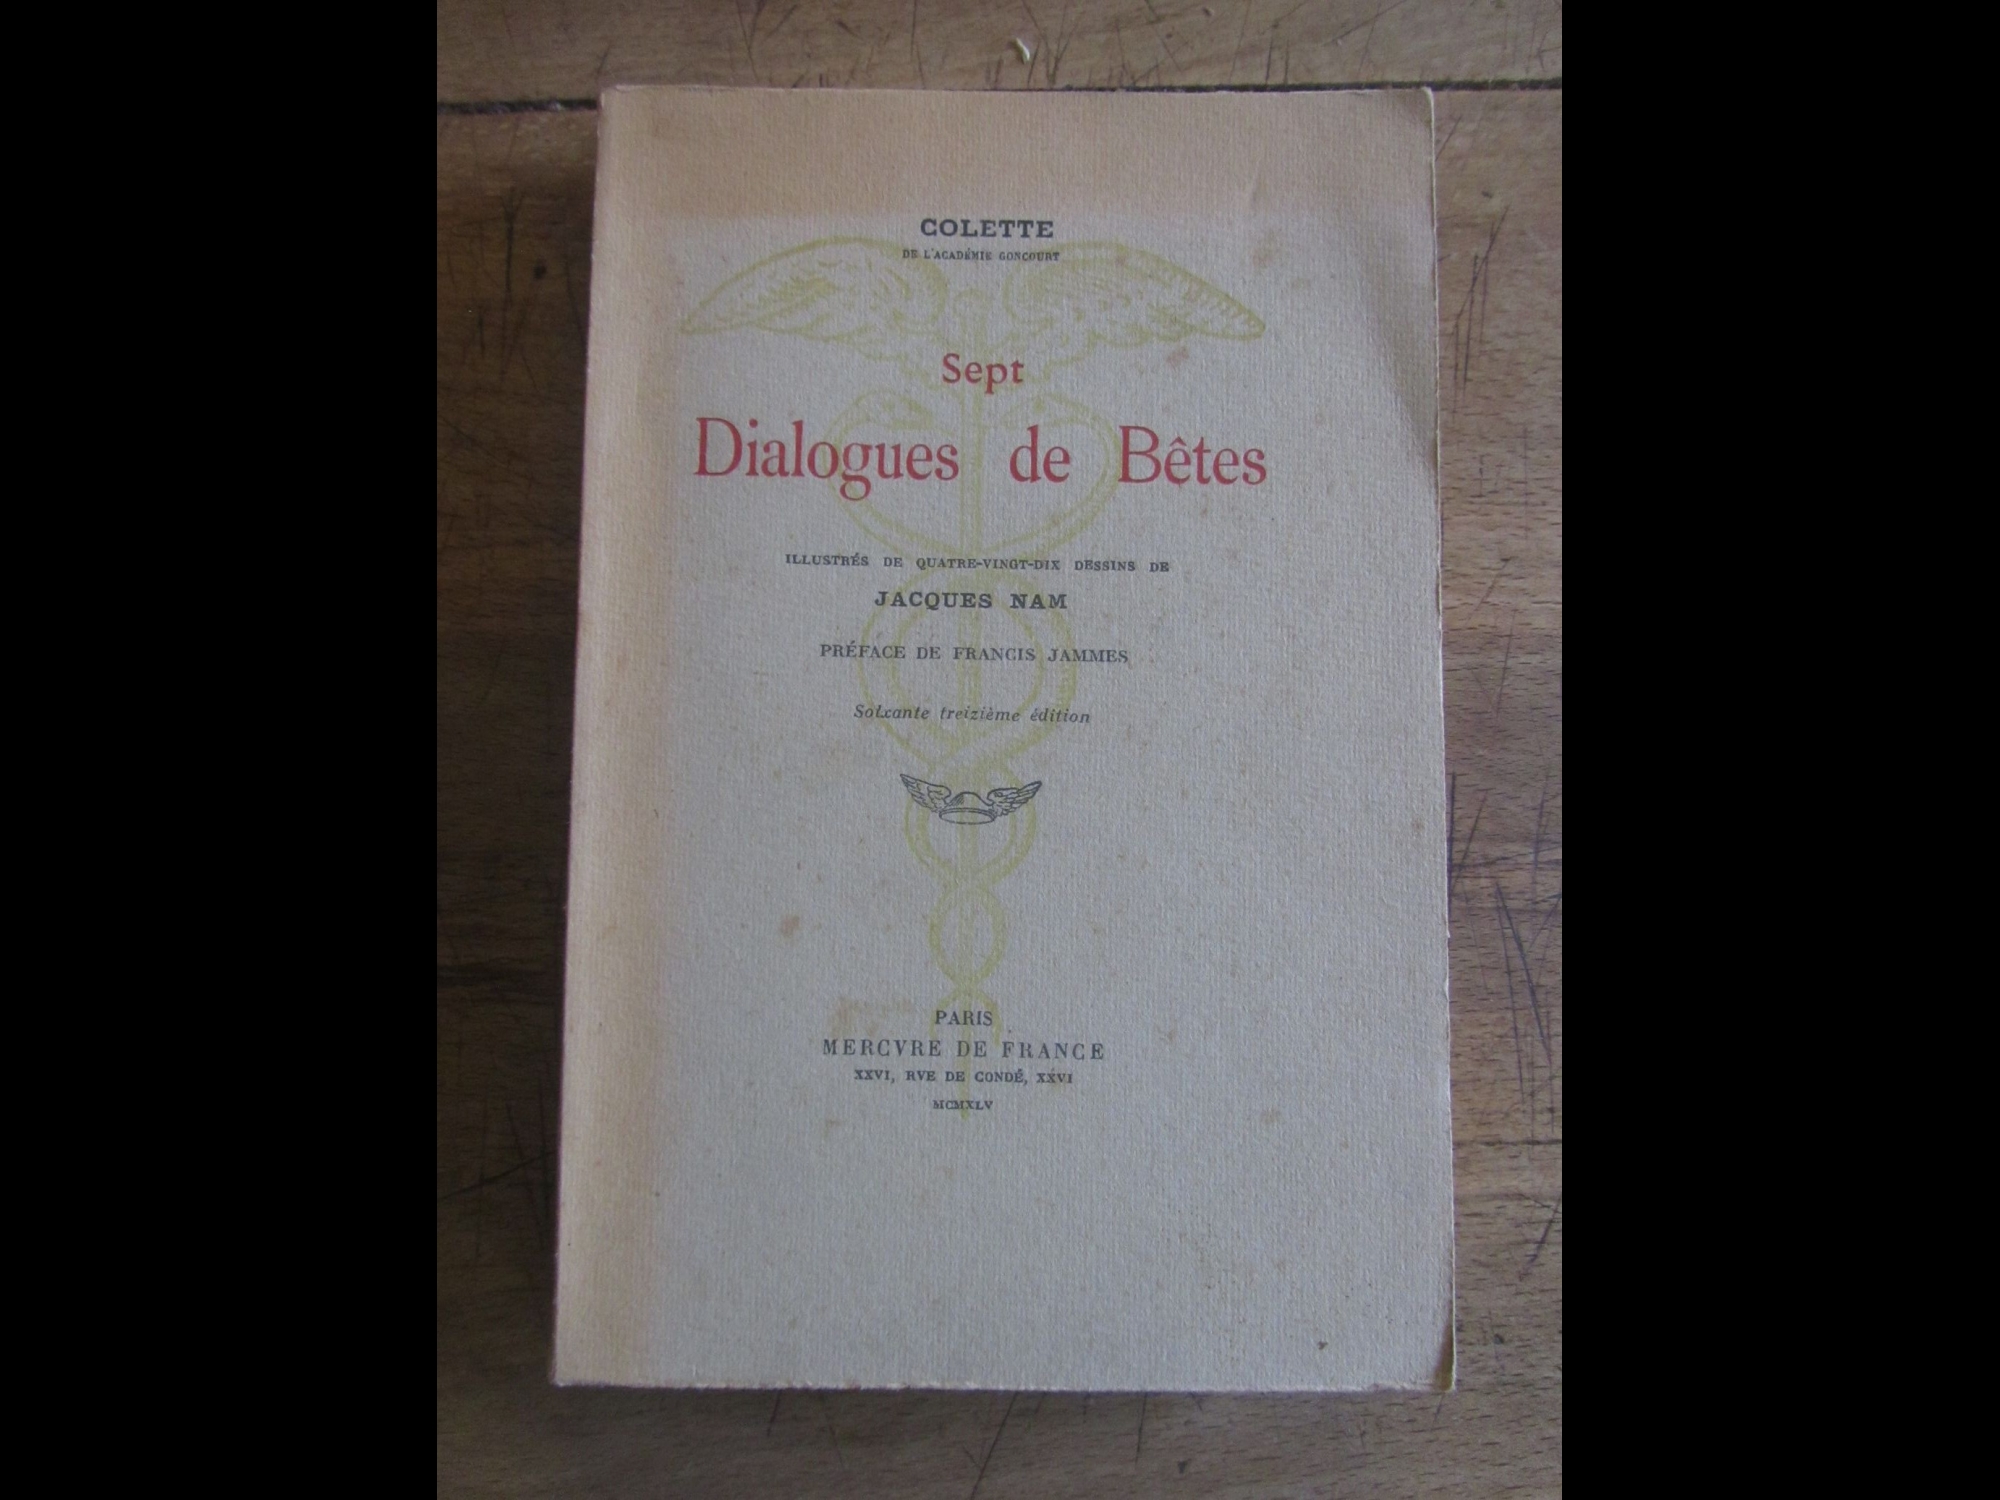 COLETTE
DE L'ACADÉMIE GONCOURT
Sept
Dialogues de Bêtes
ILLUSTRÉS DE QUATRE-VINGT-DIX DESSINS DE
JACQUES NAM
PRÉFACE DE FRANCIS JAMMES
Soixante treizième édition
PARIS
MERCVRE DE FRANCE
XXVI, RVE DE CONDÉ, XXVI
MCMXLV